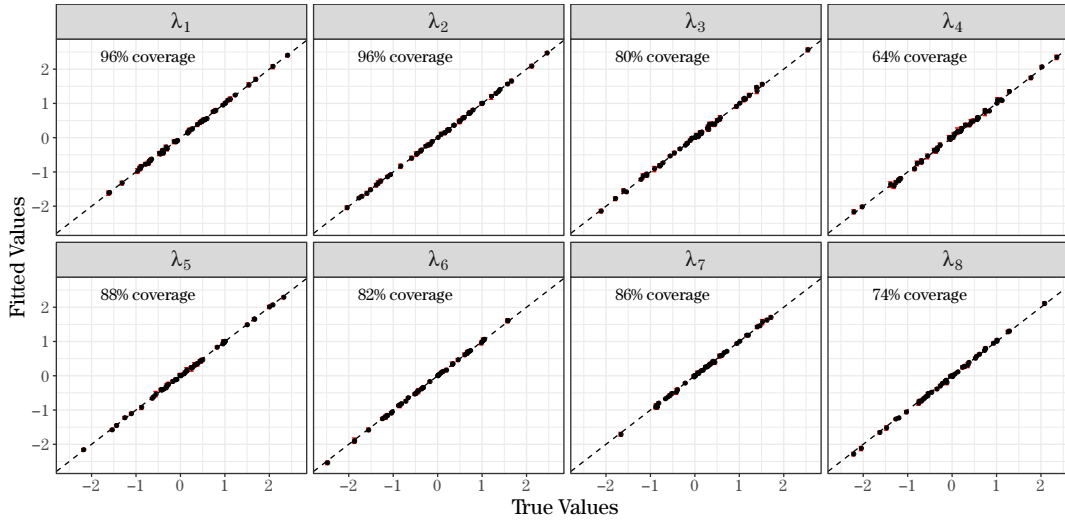 λ1 λ2 λ3 λ4
96% coverage 96% coverage 80% coverage 64% coverage
2
1
0
−1
−2
λ5 λ6 λ7 λ8
88% coverage 82% coverage 86% coverage 74% coverage
2
1
0
−1
−2
−2 −1 0 1 2 −2 −1 0 1 2 −2 −1 0 1 2 −2 −1 0 1 2
True Values
Fitted Values